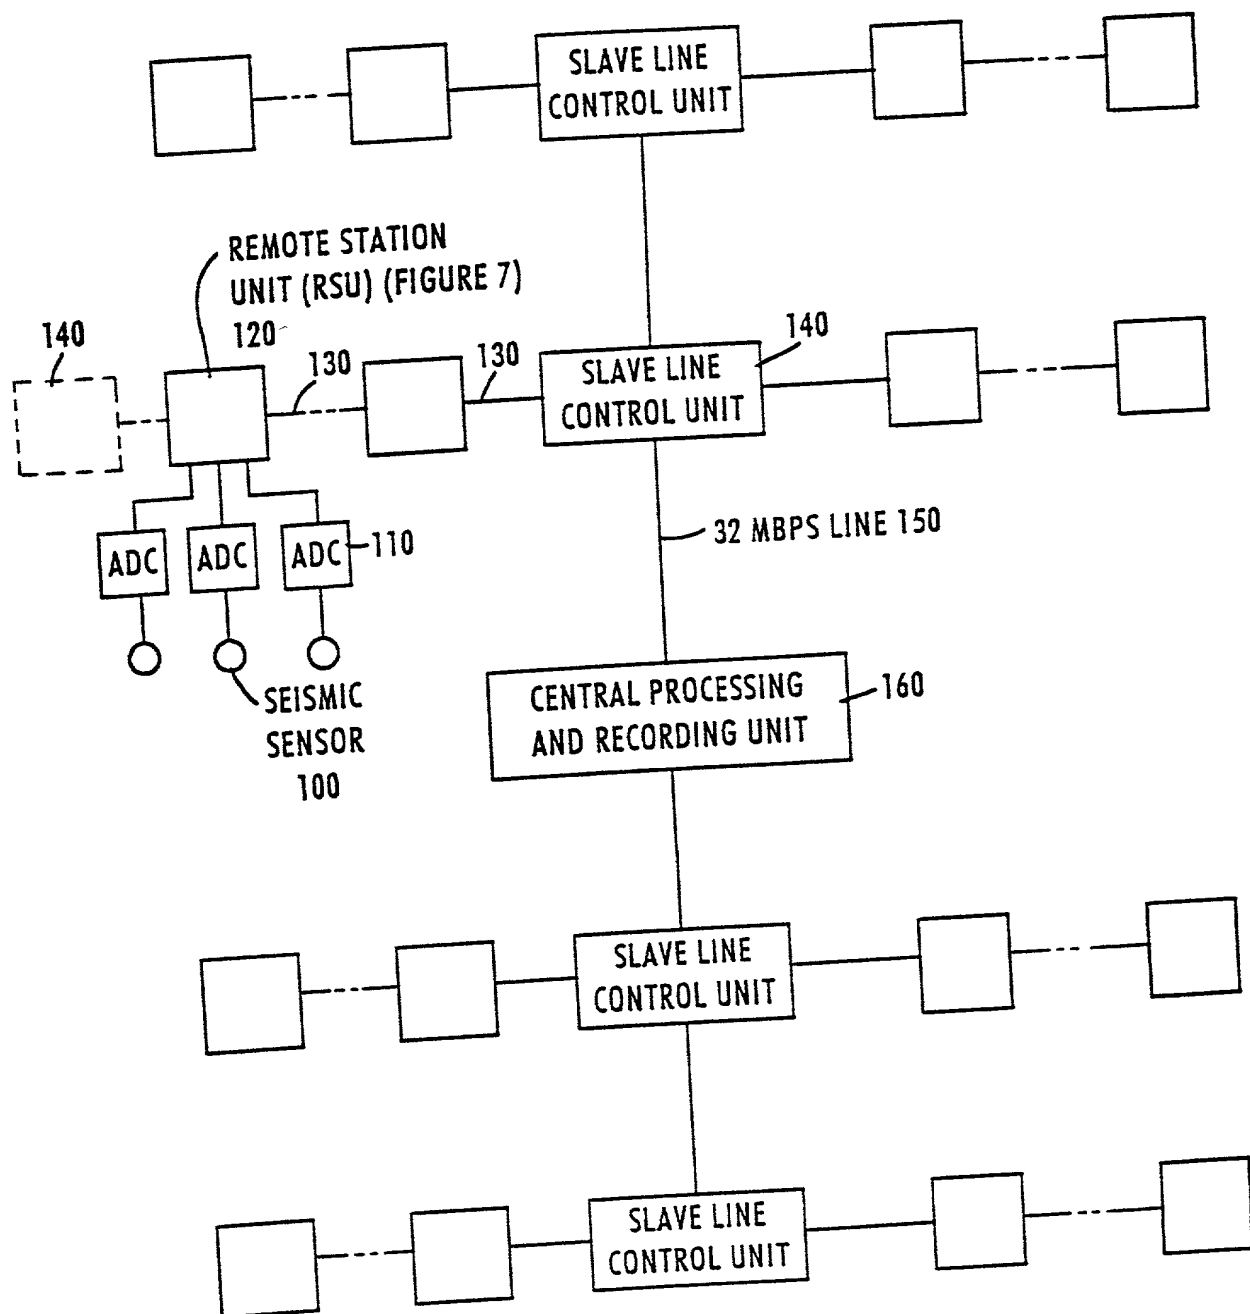 SLAVE LINE
CONTROL UNIT
REMOTE STATION
UNIT (RSU) (FIGURE 7)
120
140
130
130
SLAVE LINE
CONTROL UNIT
140
ADC
ADC
ADC
110
32 MBPS LINE 150
SEISMIC
SENSOR
100
CENTRAL PROCESSING
AND RECORDING UNIT
160
SLAVE LINE
CONTROL UNIT
SLAVE LINE
CONTROL UNIT